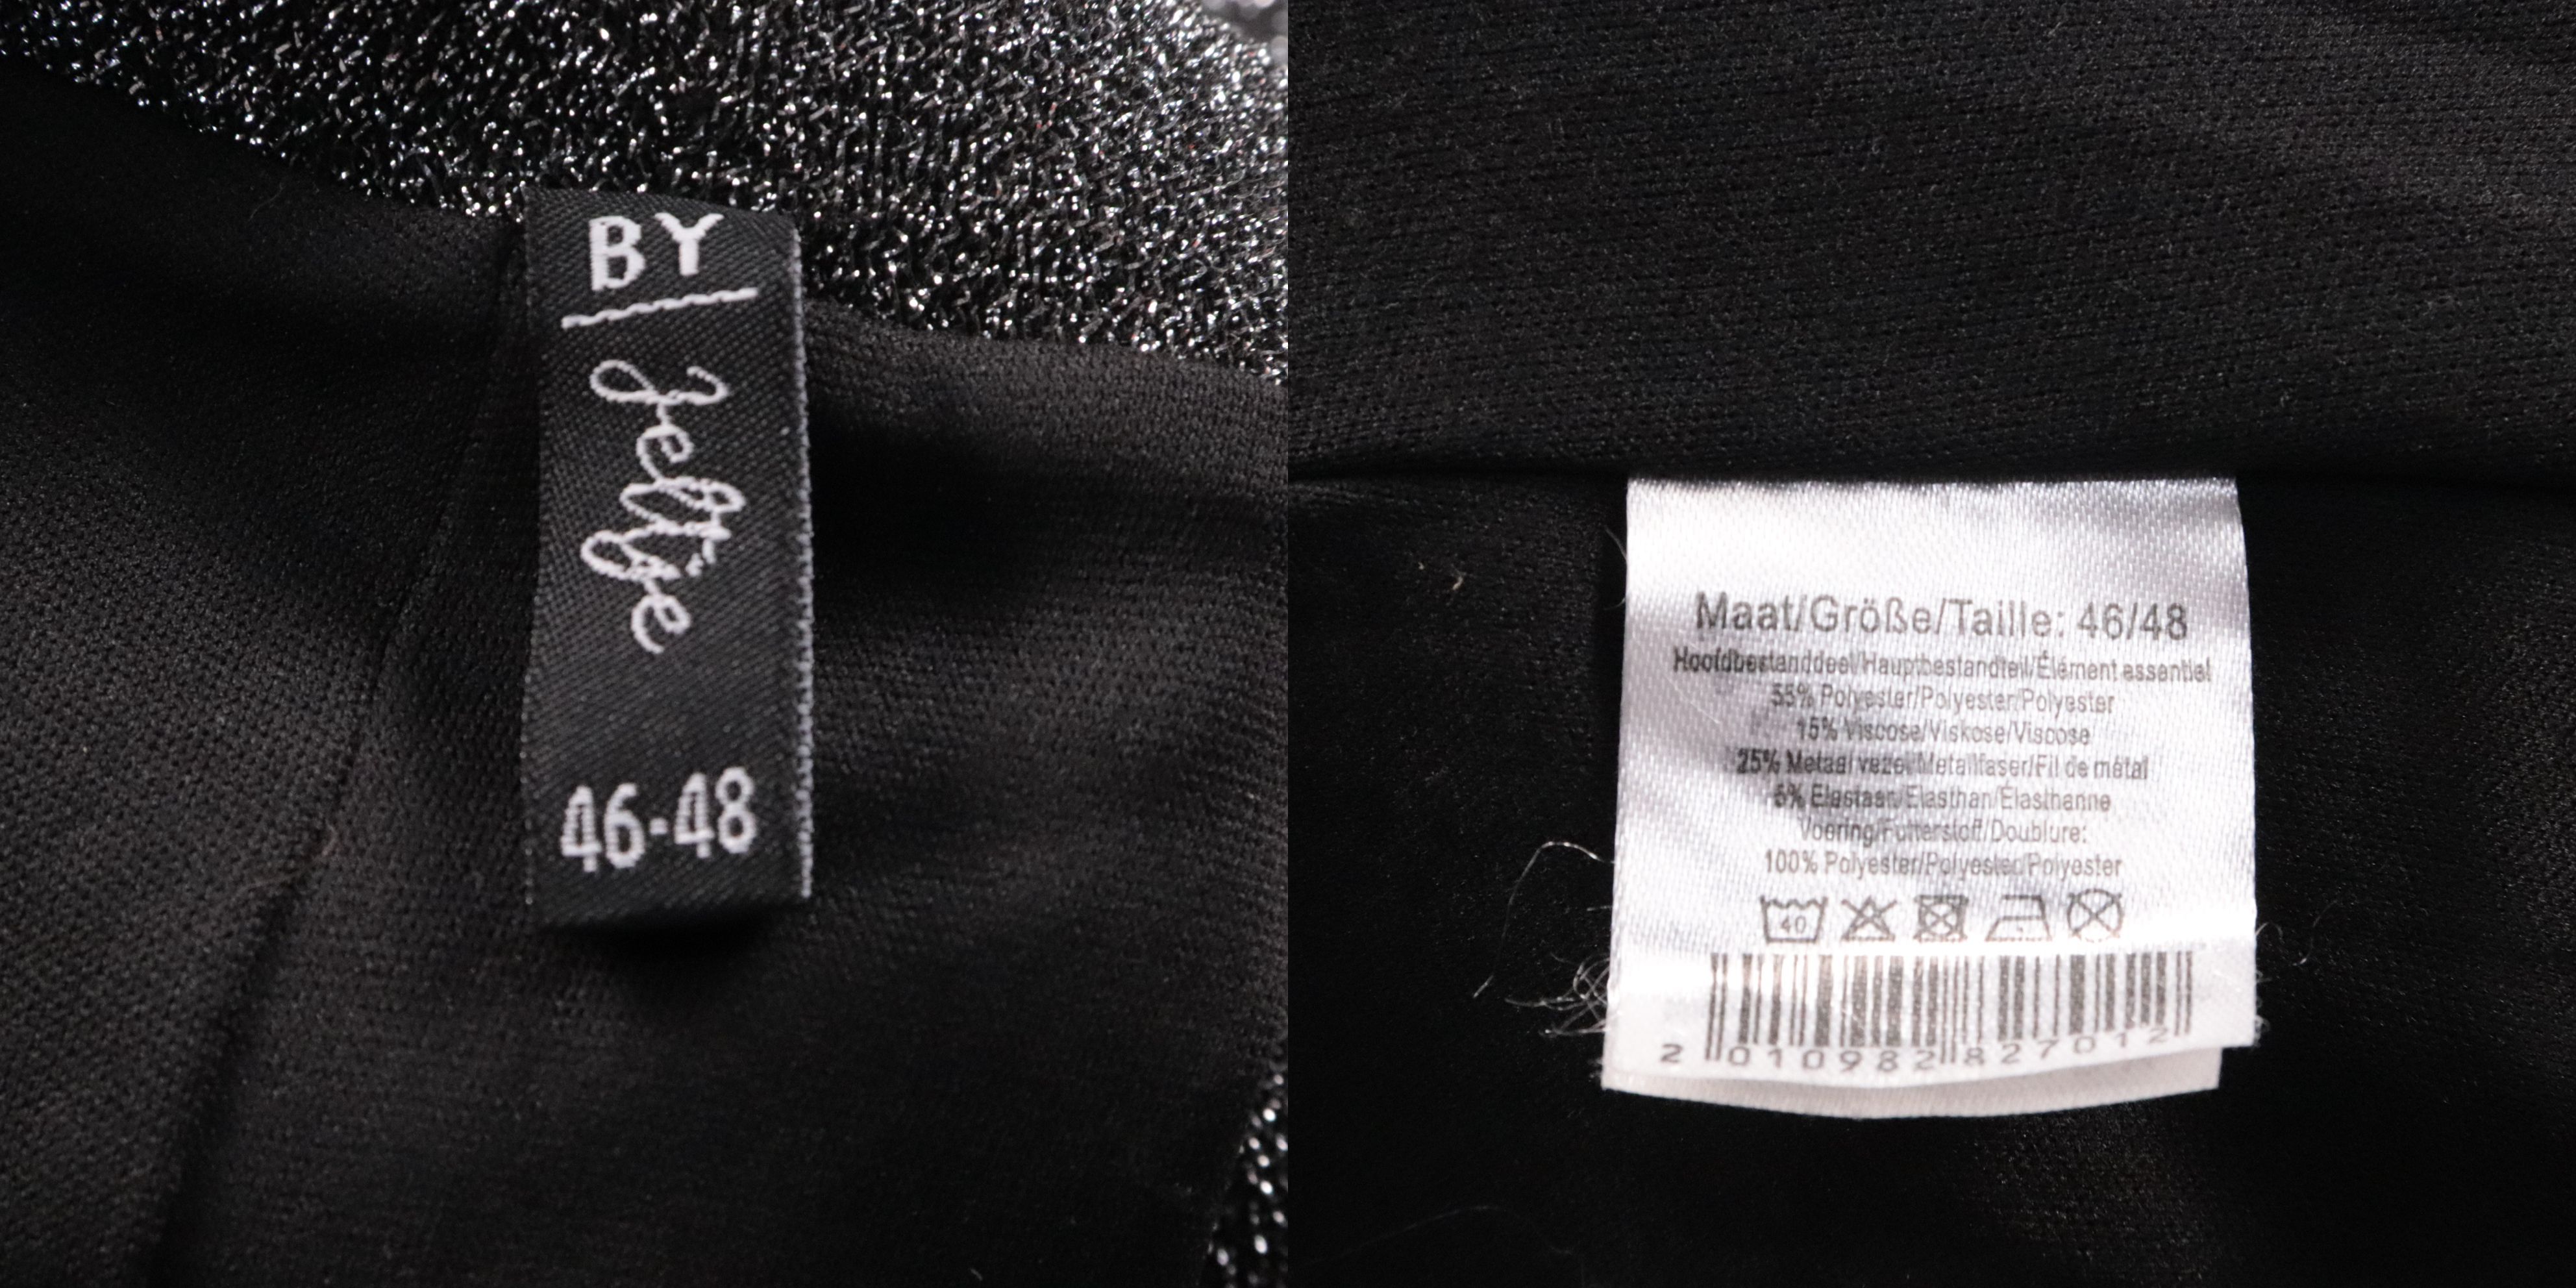 BY
Jeltje
46-48
Maat/Größe/Taille: 46/48
Hoofdbestanddeel/Hauptbestandteil/Élément essentiel
55% Polyester/Polyester/Polyester
15% Viscose/Viskose/Viscose
25% Metaal vezel/Metallfaser/Fil de métal
5% Elastaan/Elasthan/Élasthanne
Voering/Futterstoff/Doublure:
100% Polyester/Polyester/Polyester
40
2 010982 827012